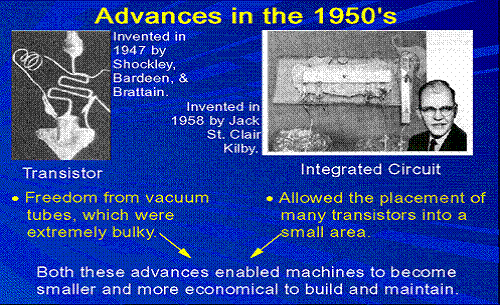 Advances in the 1950's
Invented in
1947 by
Shockley,
Bardeen, &
Brattain.
Invented in
1958 by Jack
St. Clair
Kilby.
Transistor
Integrated Circuit
• Freedom from vacuum
tubes, which were
extremely bulky.
• Allowed the placement of
many transistors into a
small area.
Both these advances enabled machines to become
smaller and more economical to build and maintain.